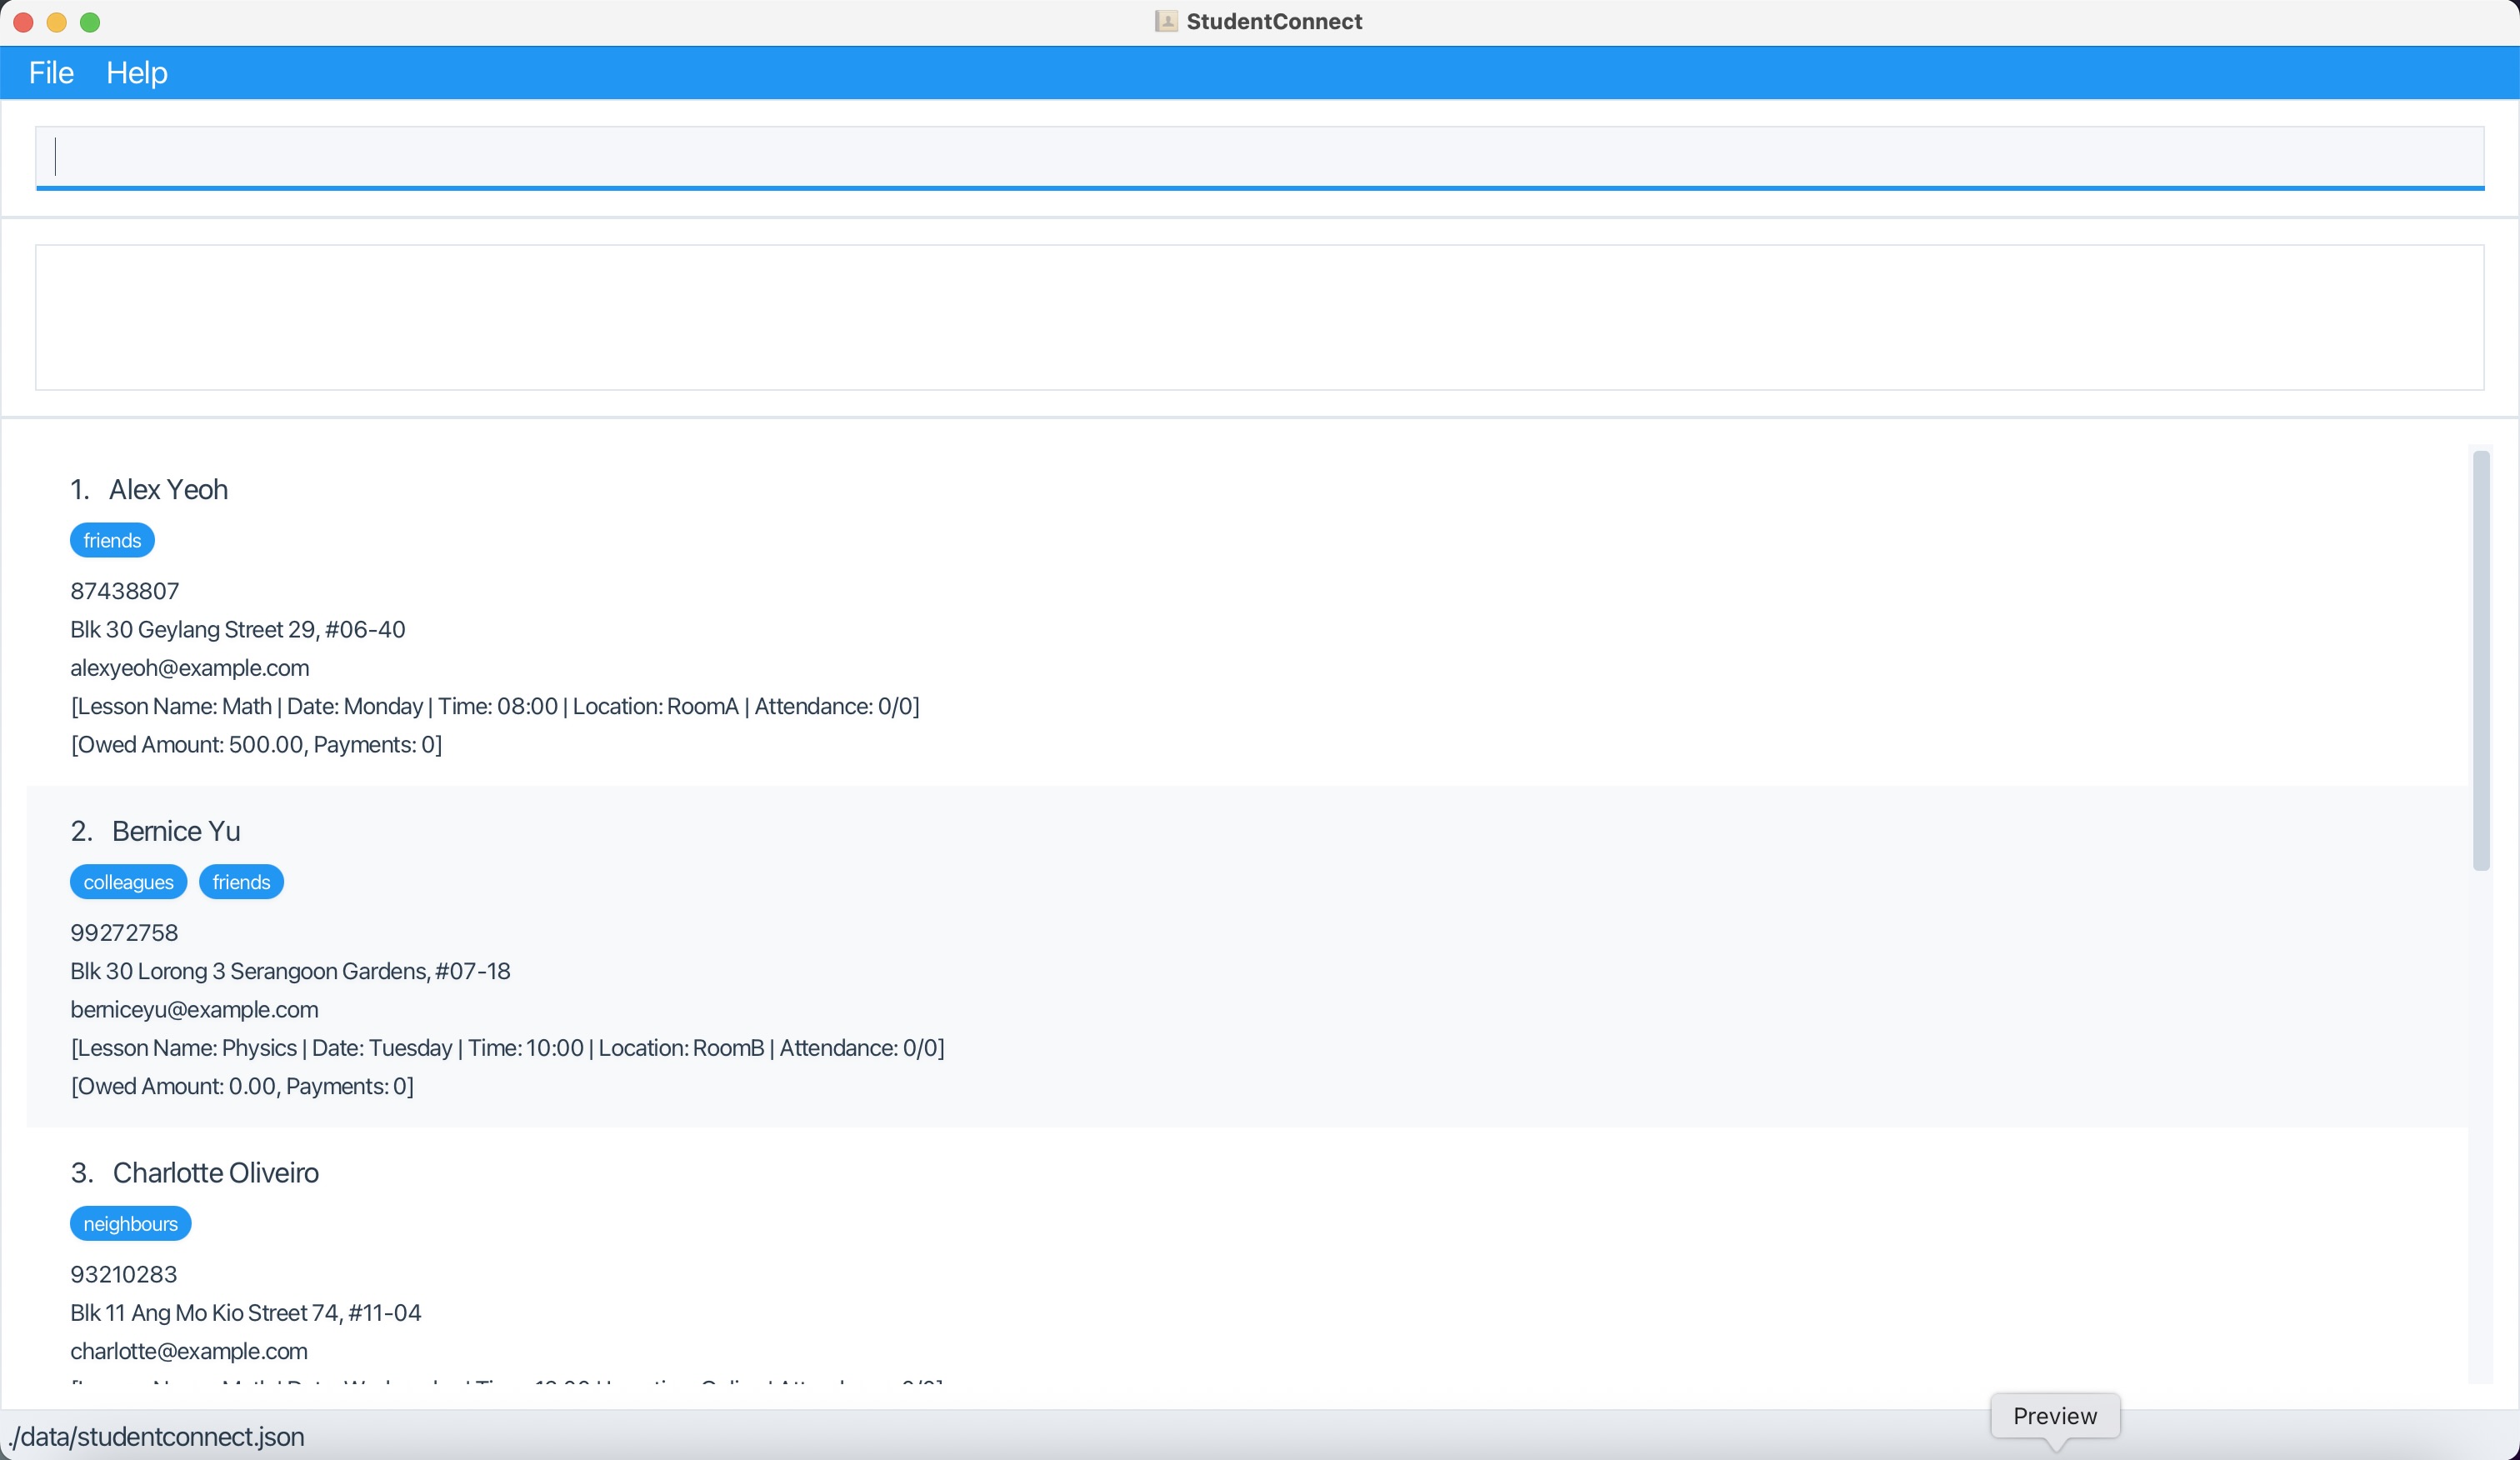 StudentConnect
File Help
1. Alex Yeoh
friends
87438807
Blk 30 Geylang Street 29, #06-40
alexyeoh@example.com
[Lesson Name: Math | Date: Monday | Time: 08:00 | Location: RoomA | Attendance: 0/0]
[Owed Amount: 500.00, Payments: 0]
2. Bernice Yu
colleagues friends
99272758
Blk 30 Lorong 3 Serangoon Gardens, #07-18
berniceyu@example.com
[Lesson Name: Physics | Date: Tuesday | Time: 10:00 | Location: RoomB | Attendance: 0/0]
[Owed Amount: 0.00, Payments: 0]
3. Charlotte Oliveiro
neighbours
93210283
Blk 11 Ang Mo Kio Street 74, #11-04
charlotte@example.com
Preview
./data/studentconnect.json